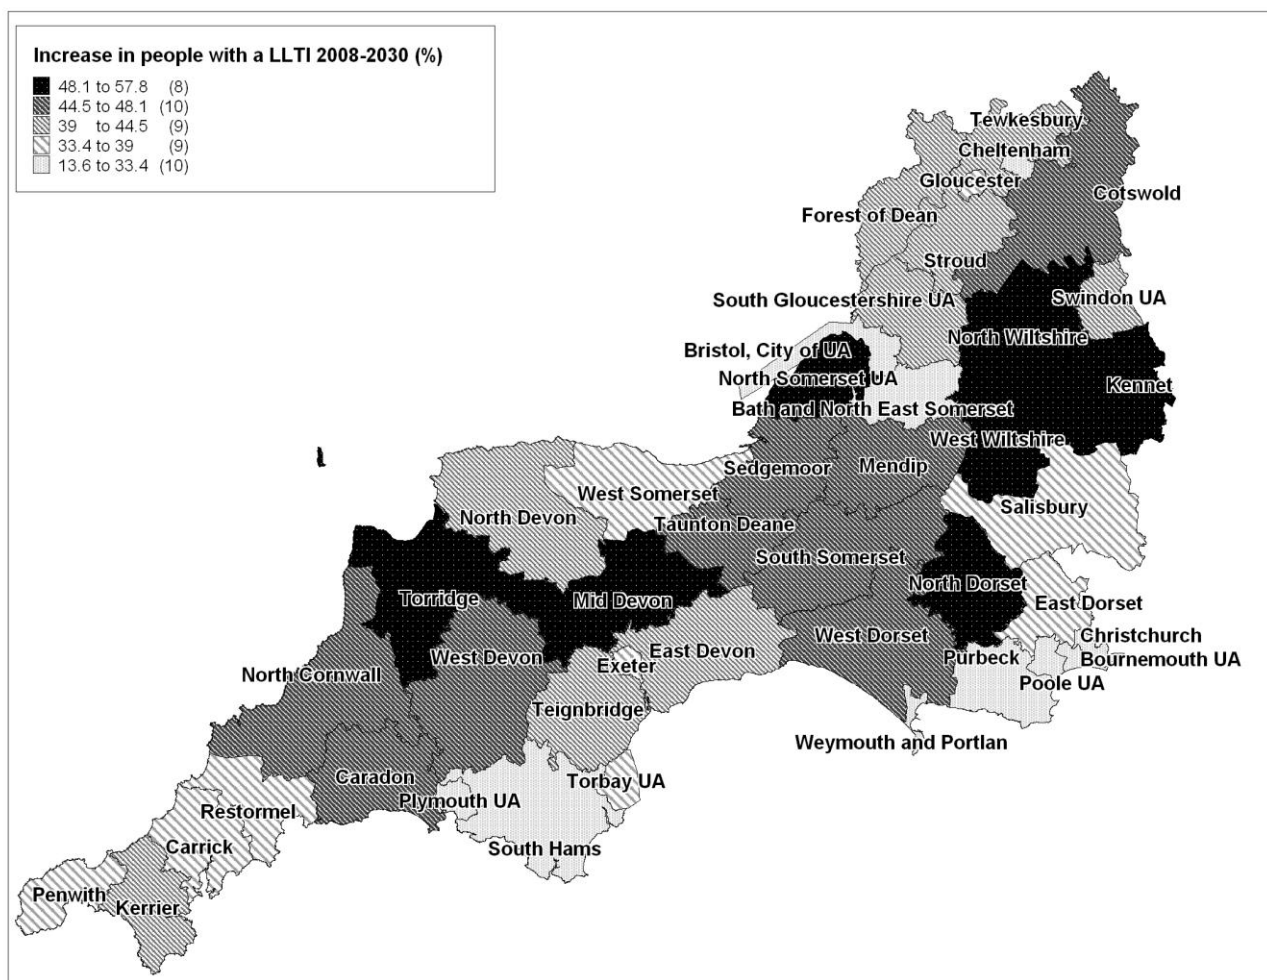 Increase in people with a LLTI 2008-2030 (%)
48.1 to 57.8 (8)
44.5 to 48.1 (10)
39 to 44.5 (9)
33.4 to 39 (9)
13.6 to 33.4 (10)
Tewkesbury
Cheltenham
Gloucester
Cotswold
Forest of Dean
Stroud
South Gloucestershire UA
Swindon UA
North Wiltshire
Bristol, City of UA
North Somerset UA
Kennet
Bath and North East Somerset
West Wiltshire
Sedgemoor
Mendip
West Somerset
Salisbury
North Devon
Taunton Deane
South Somerset
North Dorset
Torridge
Mid Devon
East Dorset
West Dorset
Christchurch
East Devon
West Devon
Purbeck
Bournemouth UA
Exeter
North Cornwall
Poole UA
Teignbridge
Weymouth and Portlan
Caradon
Torbay UA
Plymouth UA
Restormel
Carrick
South Hams
Penwith
Kerrier